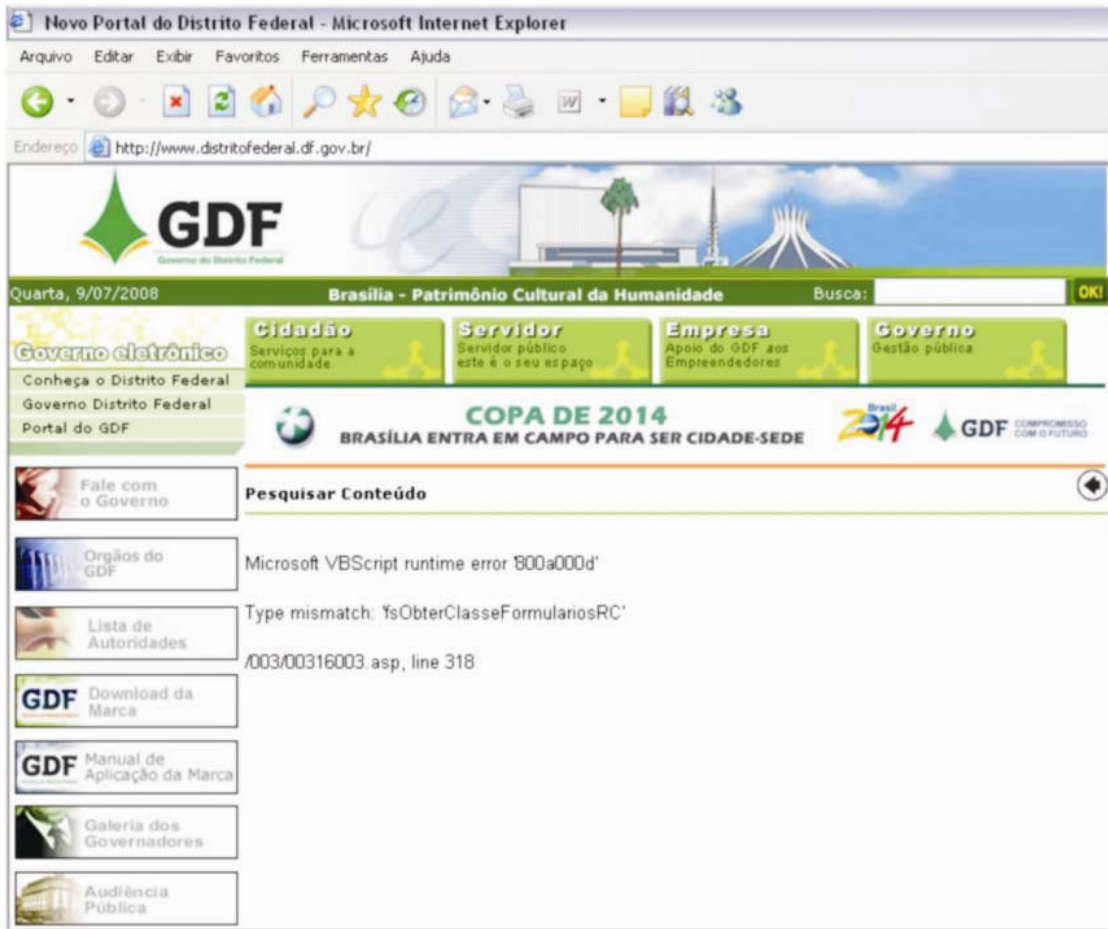 Novo Portal do Distrito Federal - Microsoft Internet Explorer
Arquivo Editar Exibir Favoritos Ferramentas Ajuda
W
Endereço http://www.distritofederal.df.gov.br/
GDF
Governo do Distrito Federal
Quarta, 9/07/2008 Brasília - Patrimônio Cultural da Humanidade Busca: OK!
Governo eletrônico
Conheça o Distrito Federal
Governo Distrito Federal
Portal do GDF
Cidadão
Serviços para a
comunidade
Servidor
Servidor público
este é o seu espaço
Empresa
Apoio do GDF aos
Empreendedores
Governo
Gestão pública
COPA DE 2014
BRASÍLIA ENTRA EM CAMPO PARA SER CIDADE-SEDE
Brasil
2014
GDF COMPROMISSO
COM O FUTURO
Fale com
o Governo
Orgãos do
GDF
Lista de
Autoridades
GDF Download da
Marca
GDF Manual de
Aplicação da Marca
Galeria dos
Governadores
Audiência
Pública
Pesquisar Conteúdo
Microsoft VBScript runtime error '800a000d'
Type mismatch: 'fsObterClasseFormulariosRC'
/003/00316003.asp, line 318